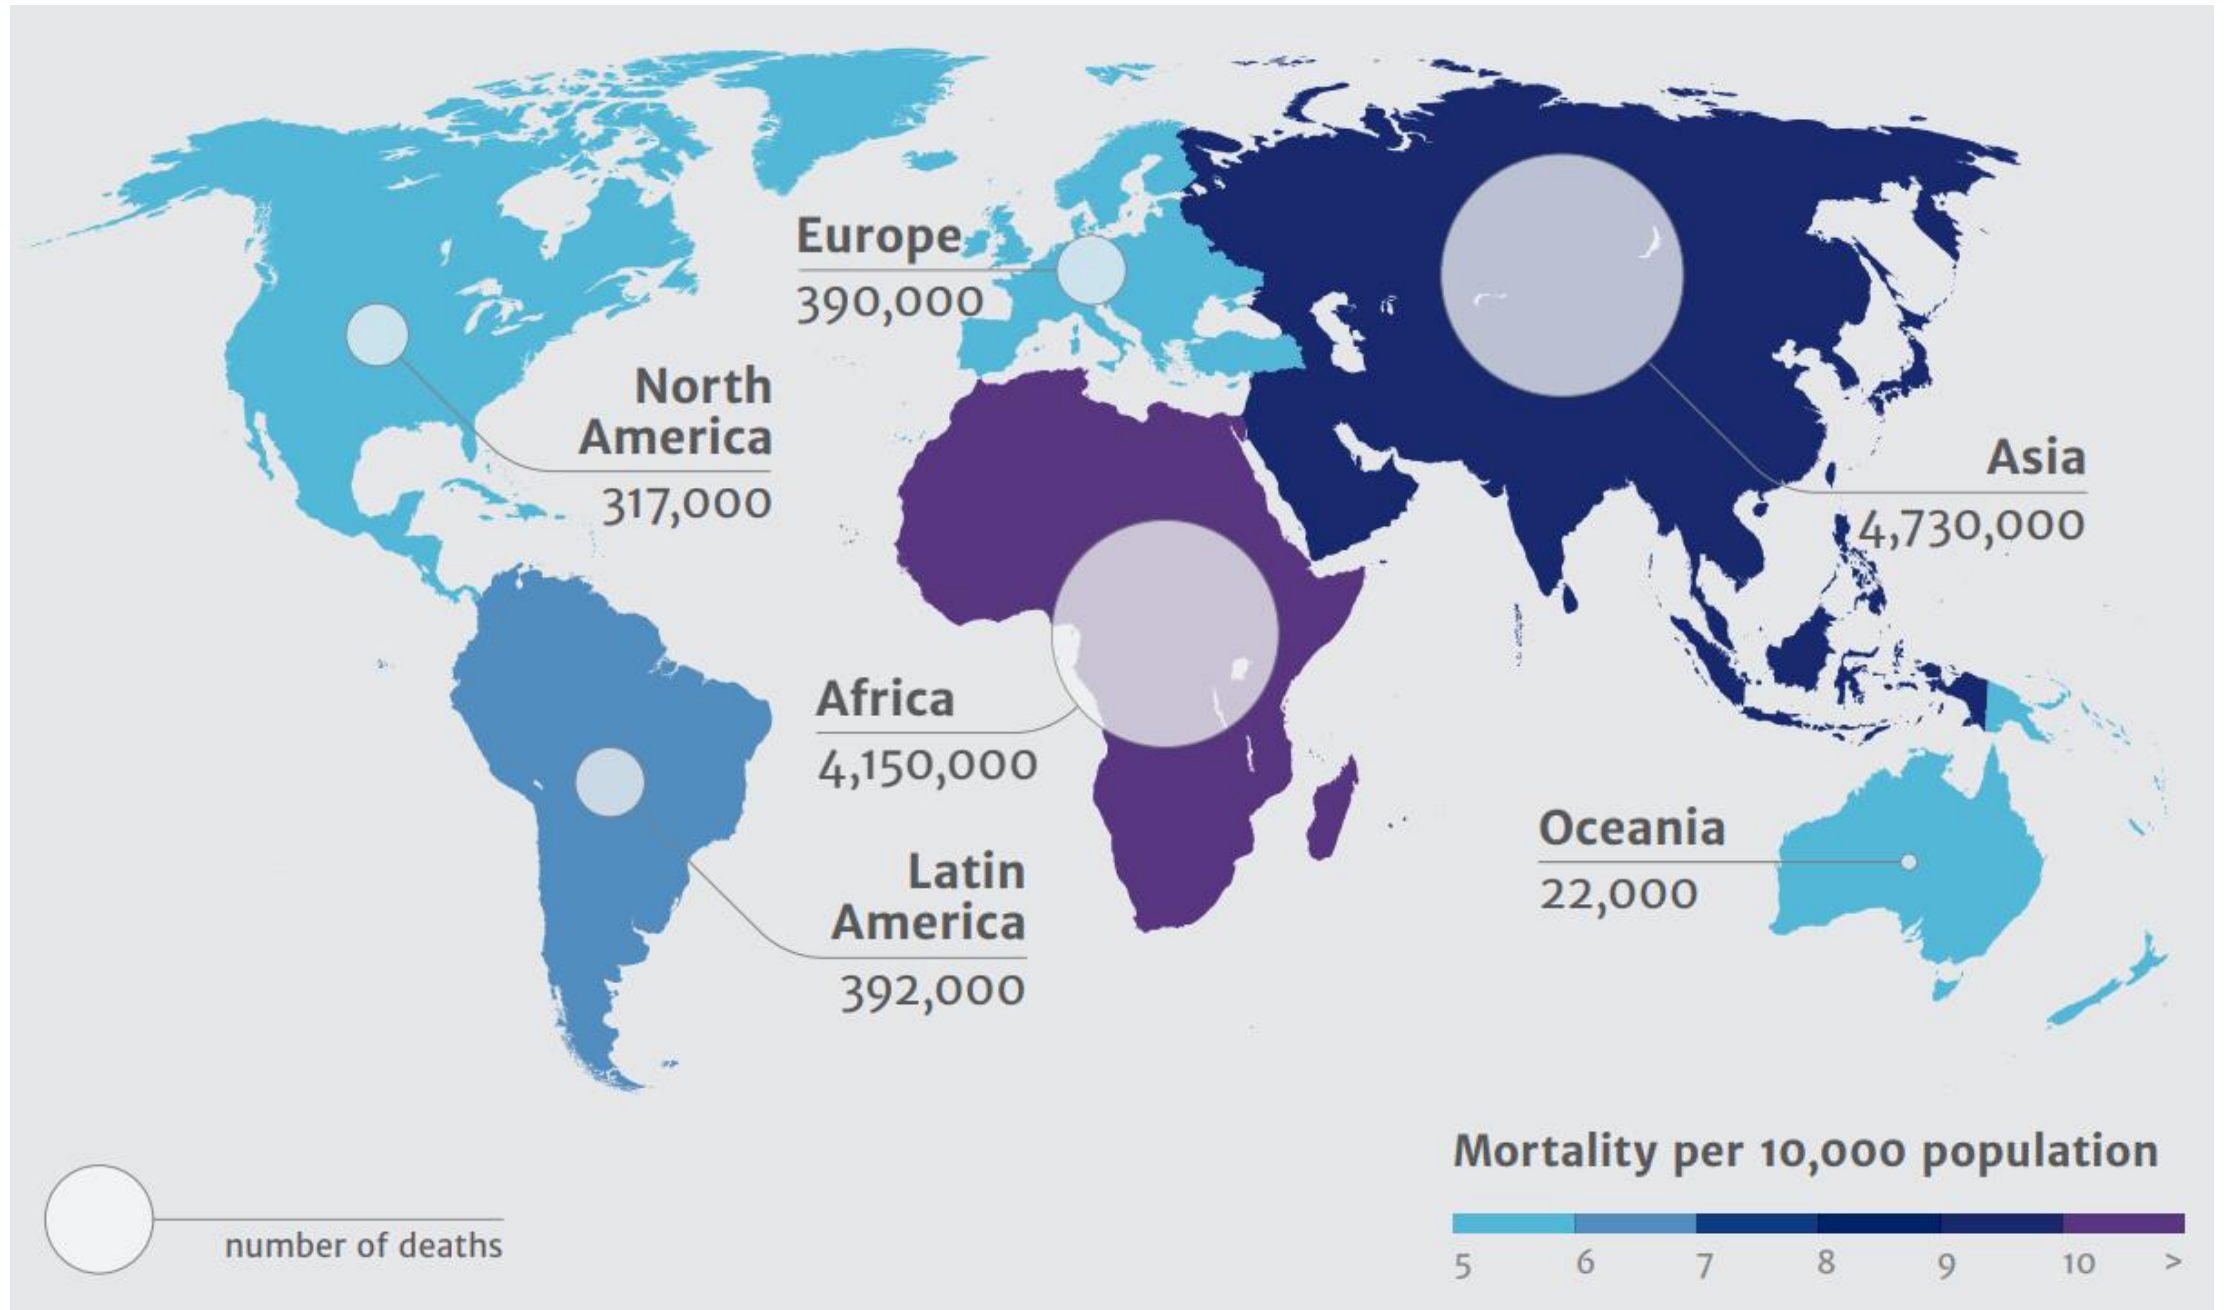 Europe
390,000
North
America
317,000
Asia
4,730,000
Africa
4,150,000
Latin
America
392,000
Oceania
22,000
Mortality per 10,000 population
5 6 7 8 9 10 >
number of deaths